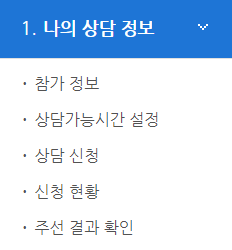 1. 나의 상담 정보
· 참가 정보
· 상담가능시간 설정
· 상담 신청
· 신청 현황
· 주선 결과 확인